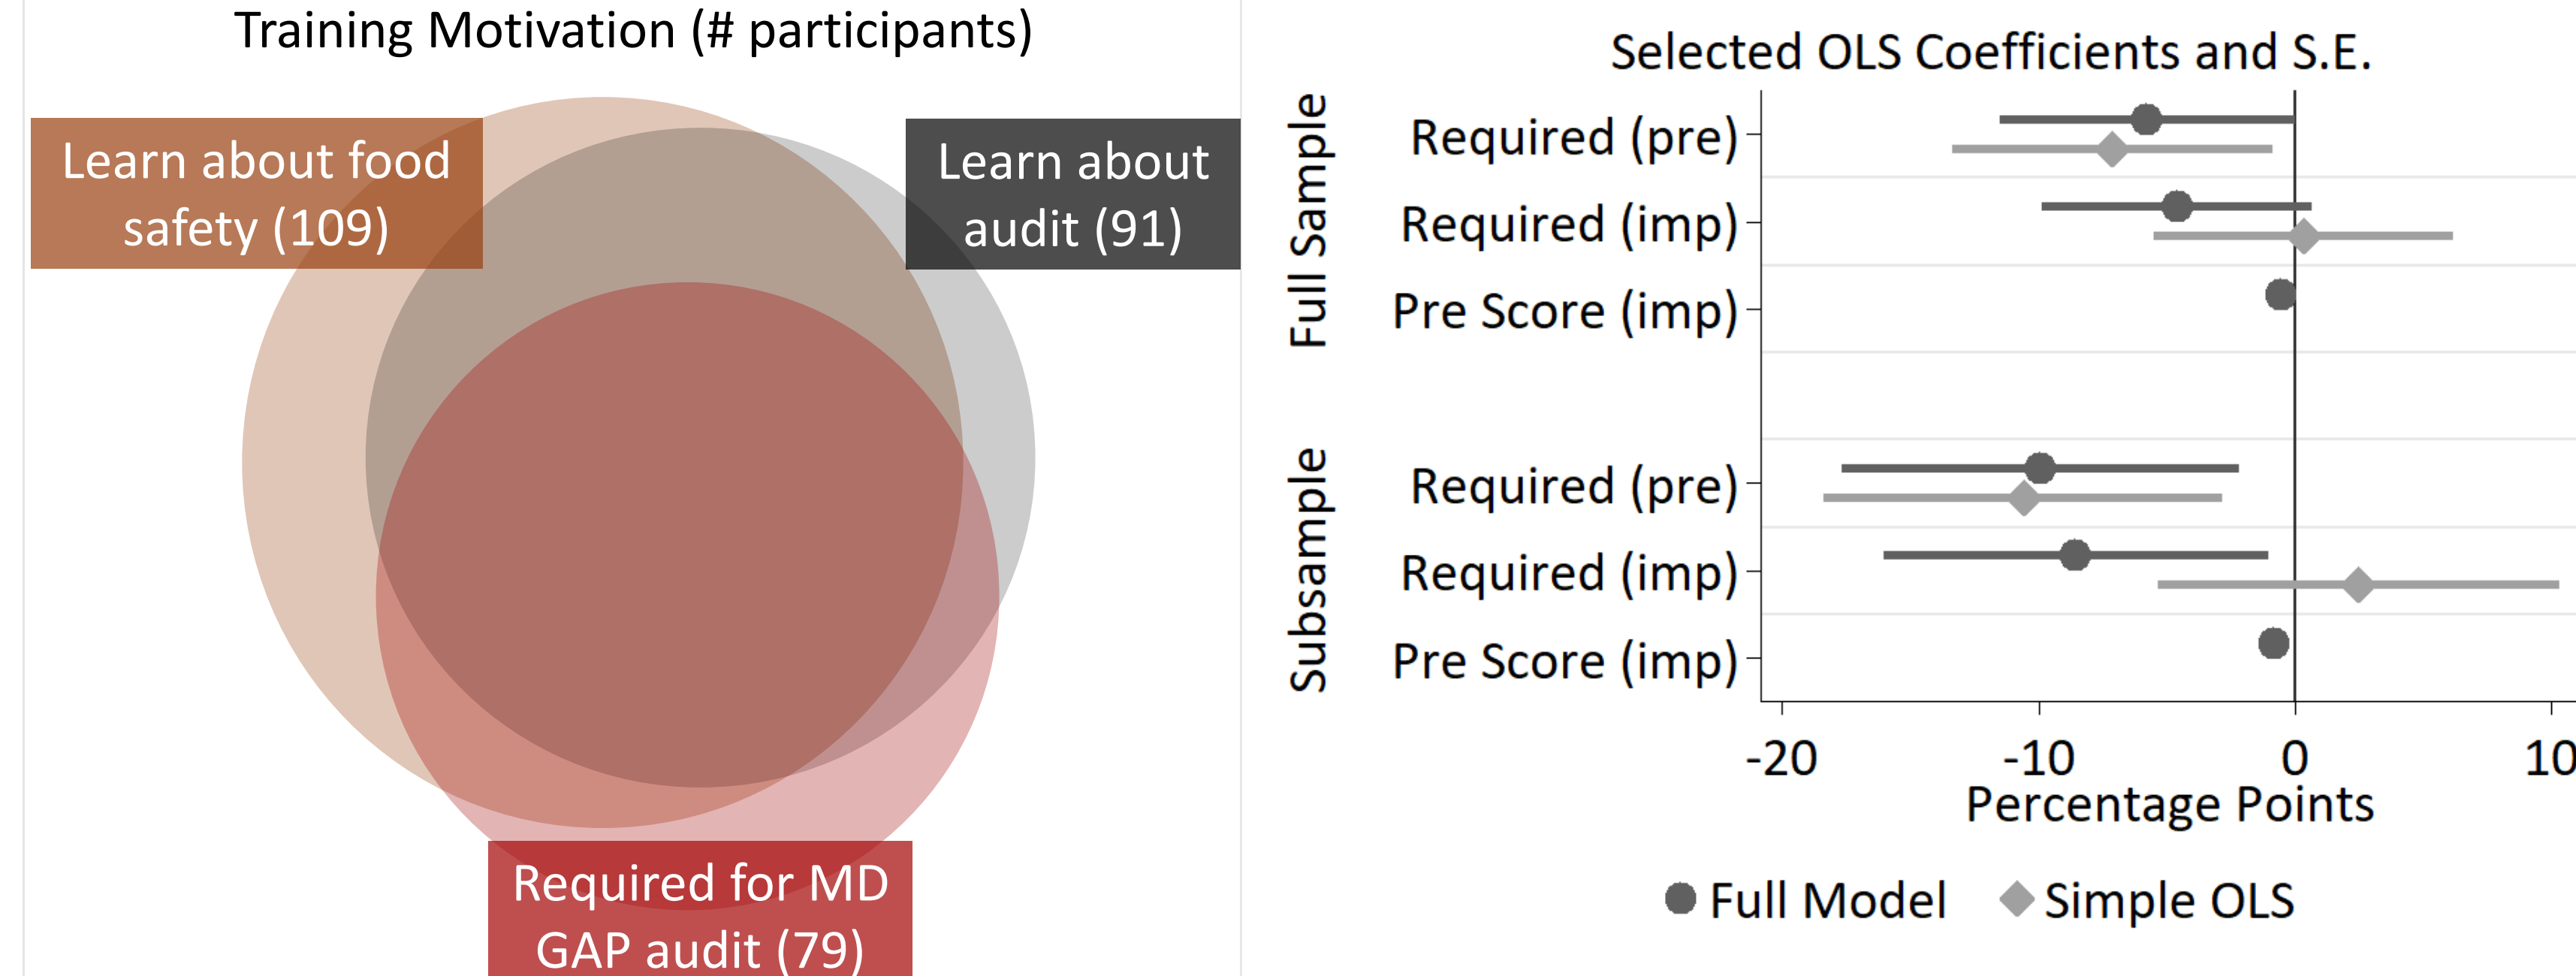 Training Motivation (# participants)
Learn about food
safety (109)
Learn about
audit (91)
Required for MD
GAP audit (79)
Selected OLS Coefficients and S.E.
Full Sample
Required (pre)
Required (imp)
Pre Score (imp)
Subsample
Required (pre)
Required (imp)
Pre Score (imp)
-20 -10 0 10
Percentage Points
Full Model Simple OLS